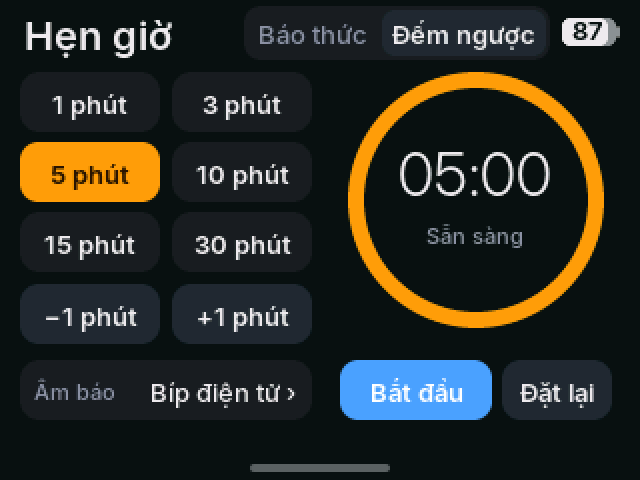 Hẹn giờ
Báo thức
Đếm ngược
87
1 phút
3 phút
5 phút
10 phút
15 phút
30 phút
−1 phút
+1 phút
05:00
Sẵn sàng
Âm báo
Bíp điện tử ›
Bắt đầu
Đặt lại